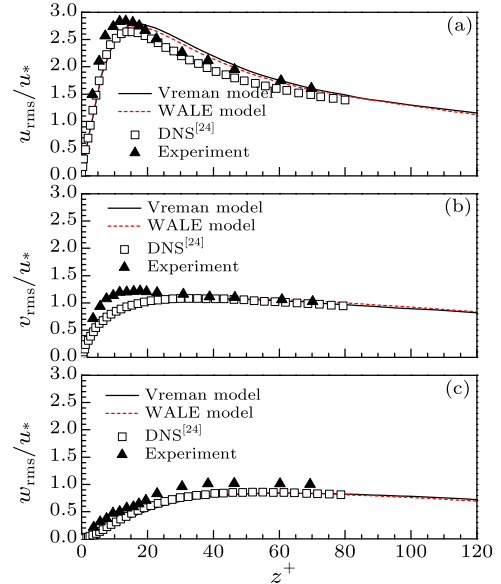 3.0
(a)
2.5
2.0
1.5
1.0
0.5
0.0
u_rms/u*
Vreman model
WALE model
DNS[24]
Experiment
3.0
(b)
2.5
2.0
1.5
1.0
0.5
0.0
v_rms/u*
Vreman model
WALE model
DNS[24]
Experiment
3.0
(c)
2.5
2.0
1.5
1.0
0.5
0.0
w_rms/u*
Vreman model
WALE model
DNS[24]
Experiment
0 20 40 60 80 100 120
z+